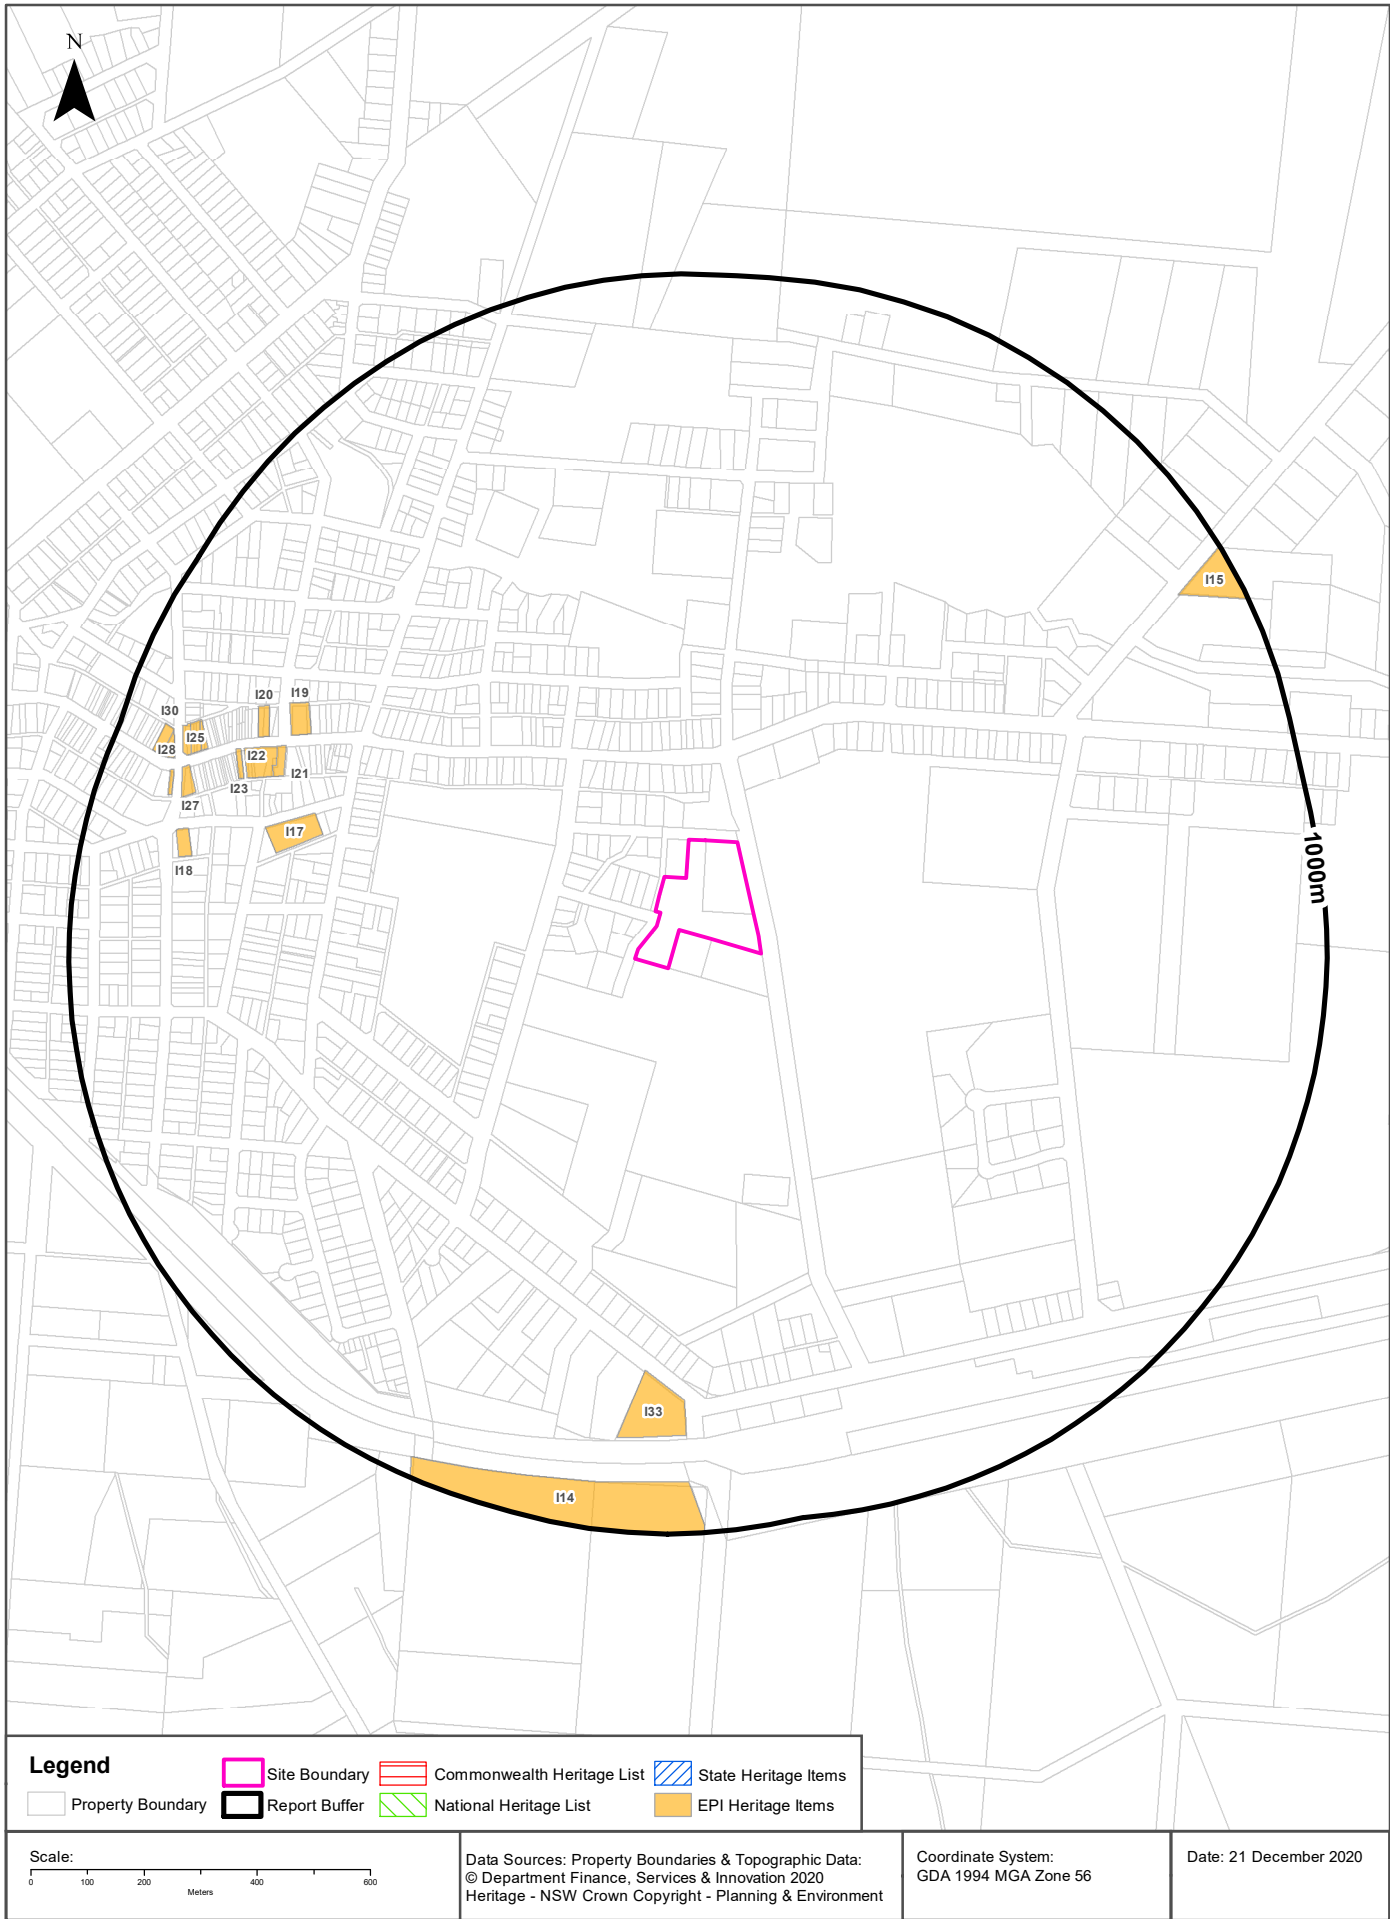 N
I15
I20
I19
I30
I25
I28
I22
I21
I23
I27
I17
I18
1000m
I33
I14
Legend
Site Boundary
Commonwealth Heritage List
State Heritage Items
Property Boundary
Report Buffer
National Heritage List
EPI Heritage Items
Scale:
0 100 200 400 600
Meters
Data Sources: Property Boundaries & Topographic Data:
© Department Finance, Services & Innovation 2020
Heritage - NSW Crown Copyright - Planning & Environment
Coordinate System:
GDA 1994 MGA Zone 56
Date: 21 December 2020